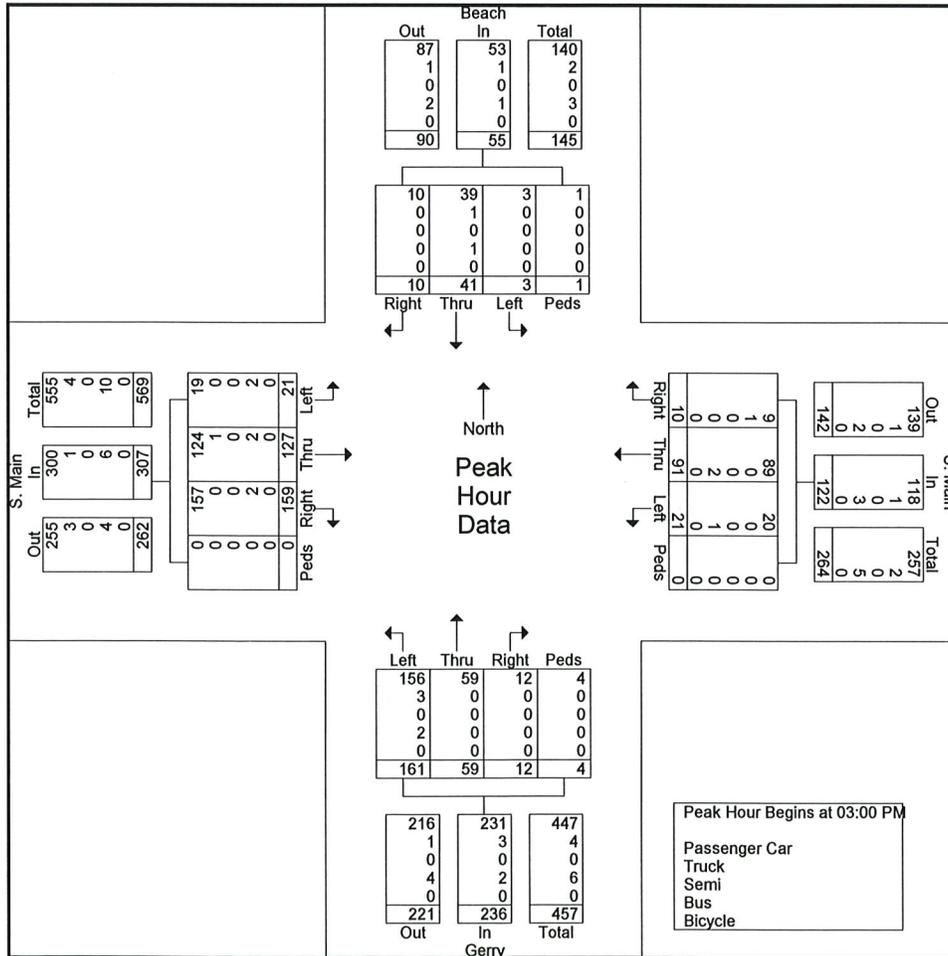 Beach
Out In Total
87 53 140
1 1 2
0 0 0
2 1 3
0 0 0
90 55 145
10 39 3 1
0 1 0 0
0 0 0 0
0 1 0 0
0 0 0 0
10 41 3 1
Right Thru Left Peds
S. Main
Total
555
4
0
10
0
569
In
300
1
0
6
0
307
Out
255
3
0
4
0
262
19
0
0
2
0
21
Left
124
1
0
2
0
127
Thru
157
0
0
2
0
159
Right
0
0
0
0
0
0
Peds
North
Peak
Hour
Data
Right
9
1
0
0
0
10
Thru
89
0
0
2
0
91
Left
20
0
0
1
0
21
Peds
0
0
0
0
0
0
Out
139
1
0
2
0
142
In
118
1
0
3
0
122
Total
257
2
0
5
0
264
Main
Left Thru Right Peds
156 59 12 4
3 0 0 0
0 0 0 0
2 0 0 0
0 0 0 0
161 59 12 4
216 231 447
1 3 4
0 0 0
4 2 6
0 0 0
221 236 457
Out In Total
Gerry
Peak Hour Begins at 03:00 PM
Passenger Car
Truck
Semi
Bus
Bicycle